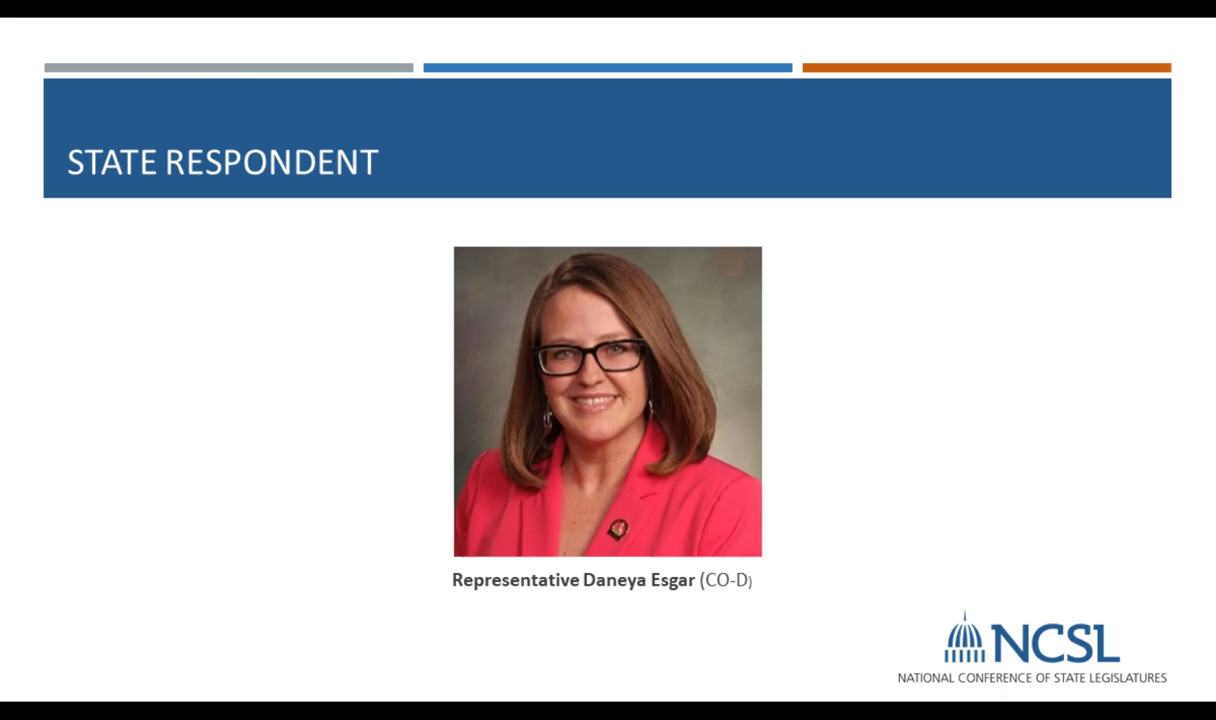 STATE RESPONDENT
Representative Daneya Esgar (CO-D)
NCSL
NATIONAL CONFERENCE OF STATE LEGISLATURES